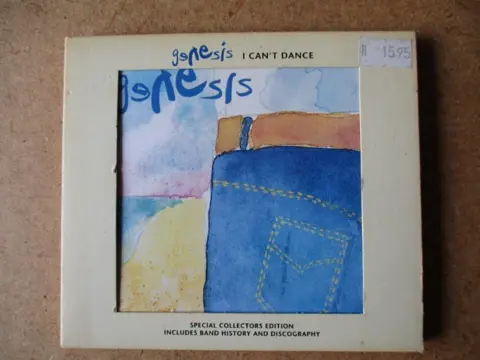 genesis I CAN'T DANCE
R 15.95
genesis
SPECIAL COLLECTORS EDITION
INCLUDES BAND HISTORY AND DISCOGRAPHY